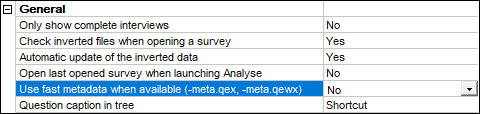 General
Only show complete interviews No
Check inverted files when opening a survey Yes
Automatic update of the inverted data Yes
Open last opened survey when launching Analyse No
Use fast metadata when available (-meta.qex, -meta.qewx) No
Question caption in tree Shortcut